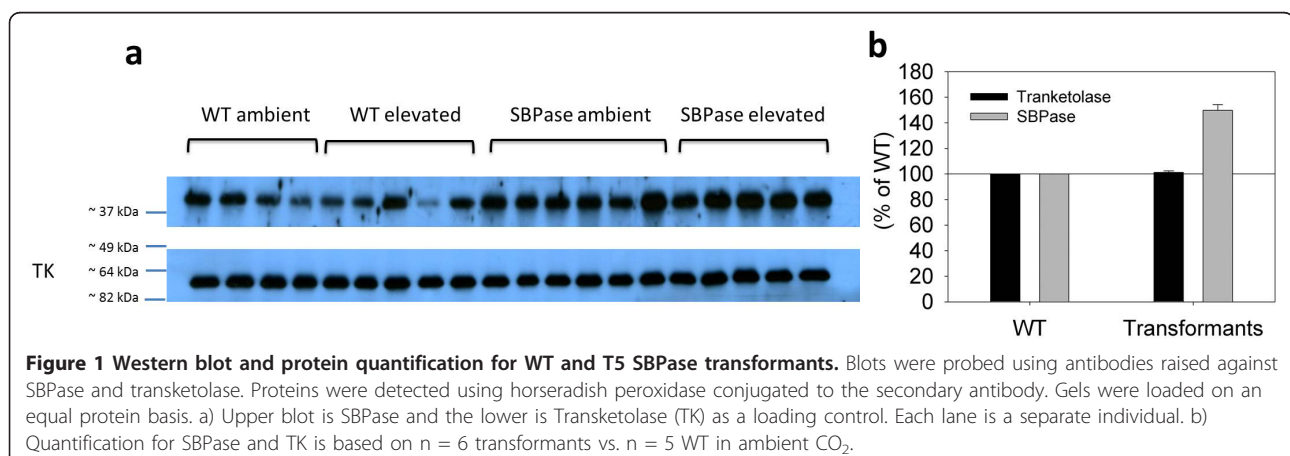 a
WT ambient WT elevated SBPase ambient SBPase elevated
~ 37 kDa
~ 49 kDa
TK
~ 64 kDa
~ 82 kDa
b
180
160
140
120
100
80
60
40
20
0
(% of WT)
Tranketolase
SBPase
WT Transformants
Figure 1 Western blot and protein quantification for WT and T5 SBPase transformants. Blots were probed using antibodies raised against
SBPase and transketolase. Proteins were detected using horseradish peroxidase conjugated to the secondary antibody. Gels were loaded on an
equal protein basis. a) Upper blot is SBPase and the lower is Transketolase (TK) as a loading control. Each lane is a separate individual. b)
Quantification for SBPase and TK is based on n = 6 transformants vs. n = 5 WT in ambient CO₂.